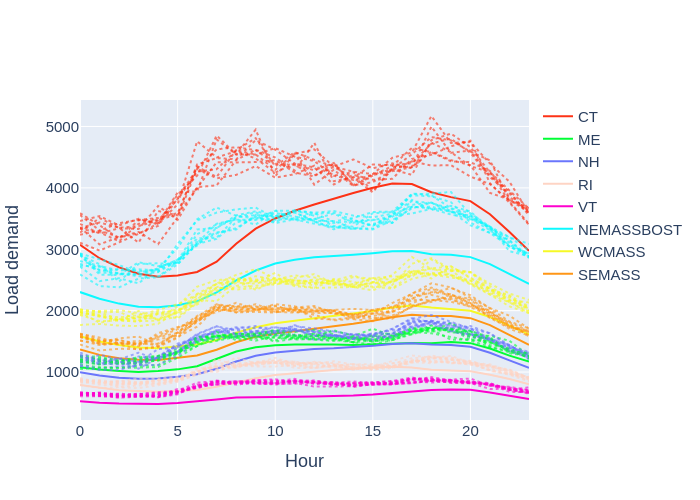 5000
4000
3000
2000
1000
Load demand
0
5
10
15
20
Hour
CT
ME
NH
RI
VT
NEMASSBOST
WCMASS
SEMASS